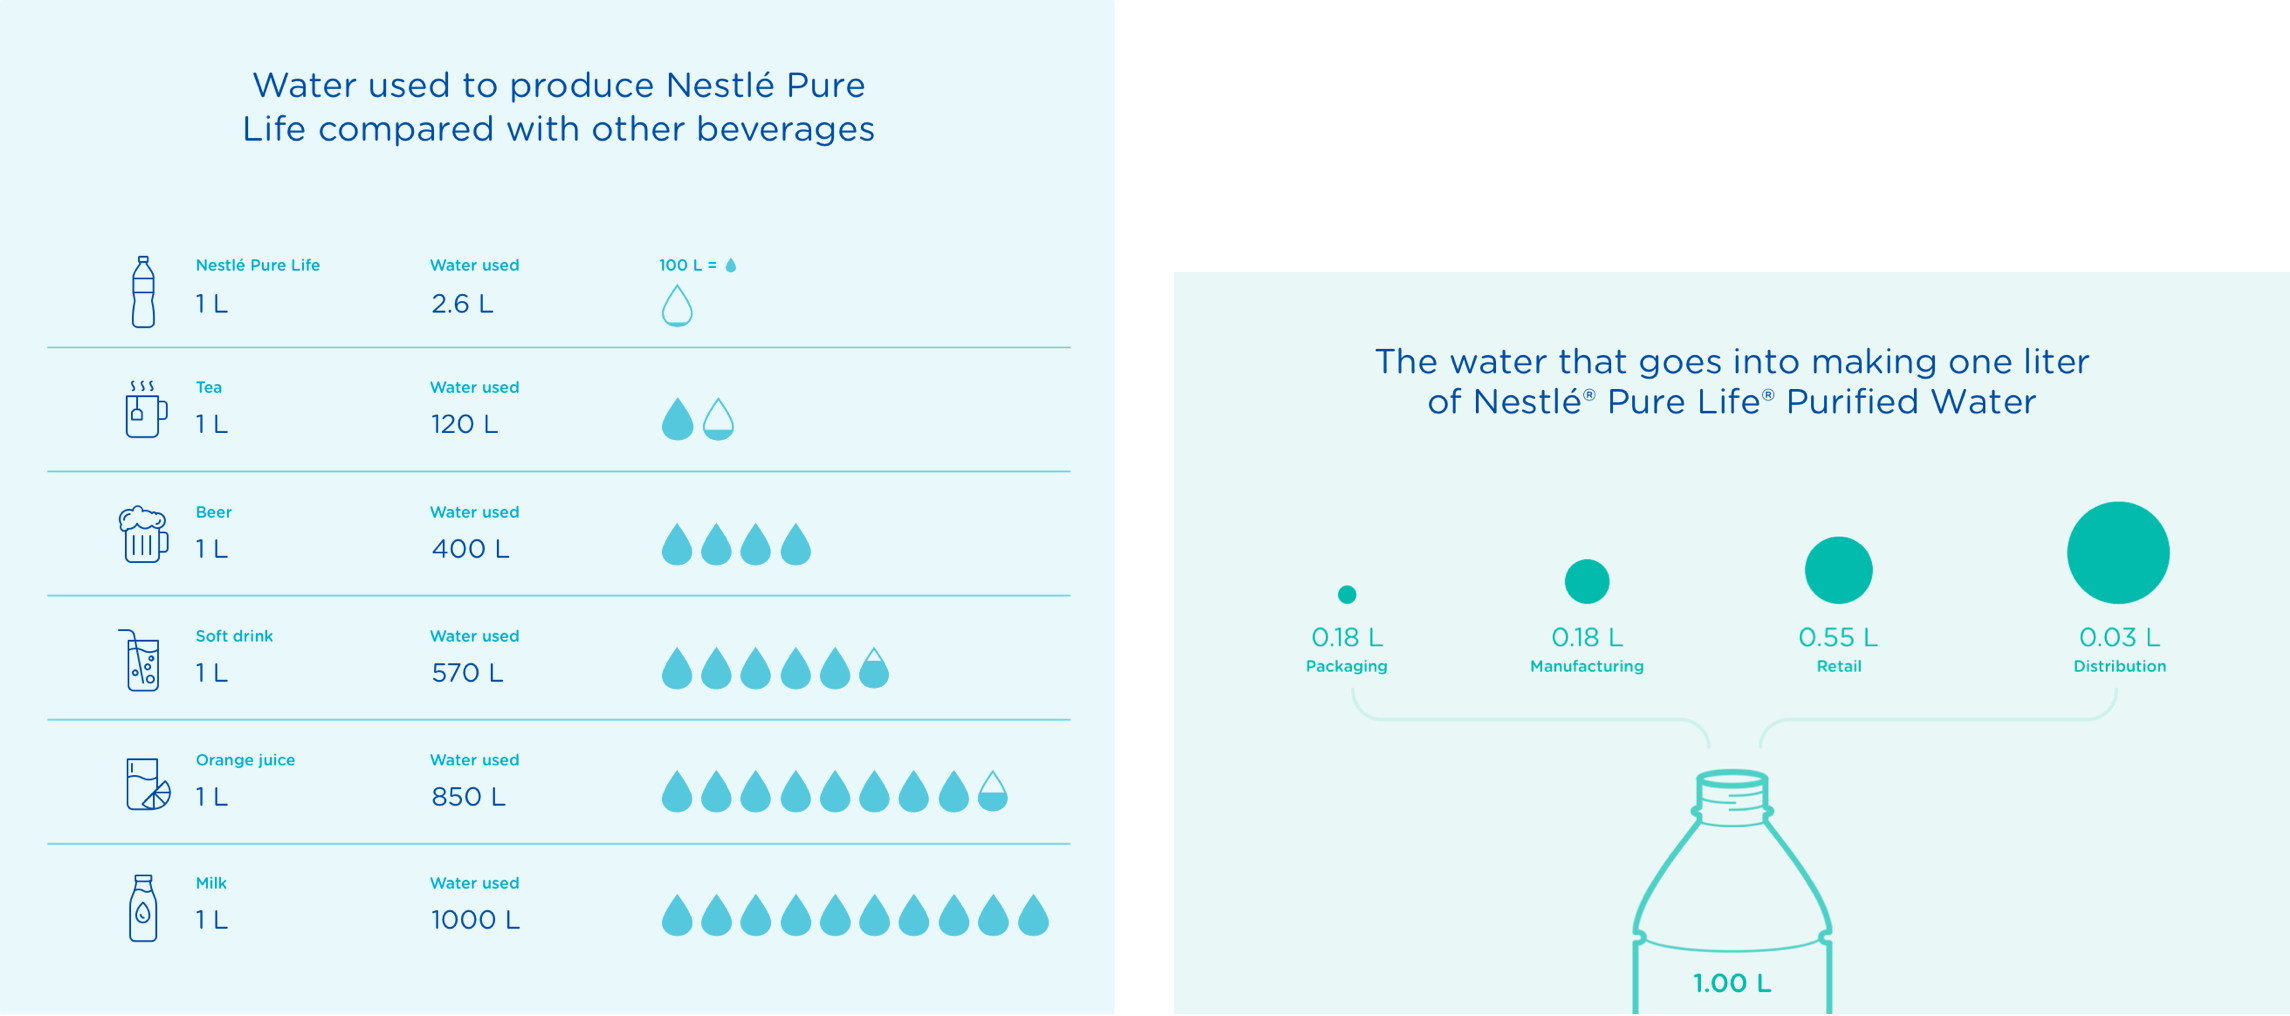 Water used to produce Nestlé Pure
Life compared with other beverages
Nestlé Pure Life
Water used
100 L =
1 L
2.6 L
Tea
Water used
1 L
120 L
Beer
Water used
1 L
400 L
Soft drink
Water used
1 L
570 L
Orange juice
Water used
1 L
850 L
Milk
Water used
1 L
1000 L
The water that goes into making one liter
of Nestlé® Pure Life® Purified Water
0.18 L
Packaging
0.18 L
Manufacturing
0.55 L
Retail
0.03 L
Distribution
1.00 L